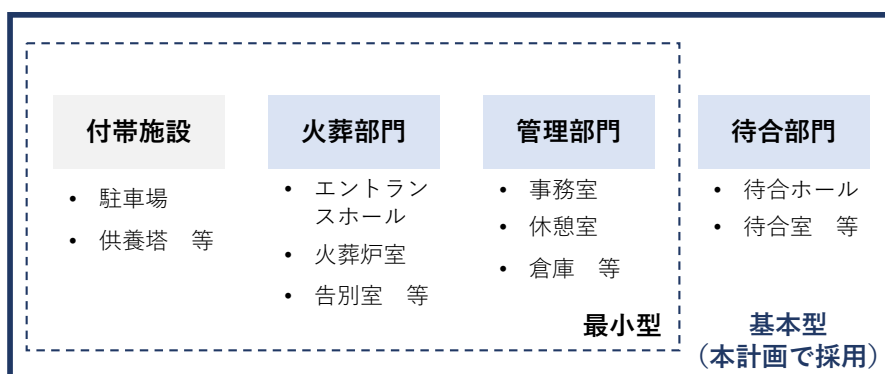 付帯施設
• 駐車場
• 供養塔　等
火葬部門
• エントラン
スホール
• 火葬炉室
• 告別室　等
管理部門
• 事務室
• 休憩室
• 倉庫　等
待合部門
• 待合ホール
• 待合室　等
最小型
基本型
（本計画で採用）